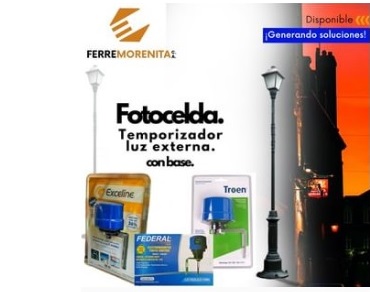 Disponible
¡Generando soluciones!
FERREMORENITA
Fotocelda.
Temporizador
luz externa.
con base.
Exceline
Troen
FEDERAL